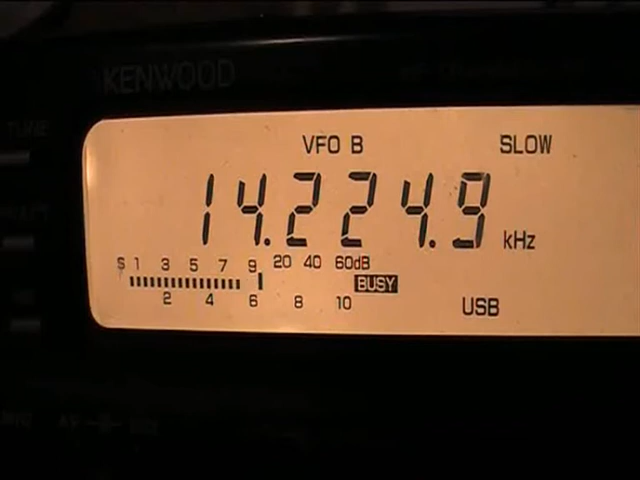 KENWOOD
VFO B SLOW
14.224.9 kHz
S 1 3 5 7 9 20 40 60dB
BUSY
2 4 6 8 10
USB